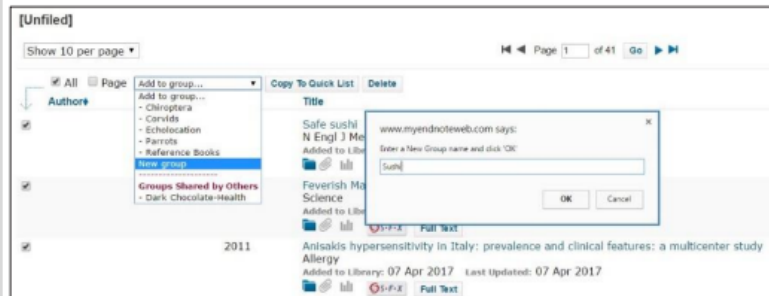 [Unfiled]
Show 10 per page
Page 1 of 41 Go
All Page Add to group... Copy To Quick List Delete
Author Title
Add to group...
- Chiroptera
- Corvids
- Echolocation
- Parrots
- Reference Books
New group
Groups Shared by Others
- Dark Chocolate-Health
Safe sushi
N Engl J Me
Added to Libr
www.myendnoteweb.com says:
Enter a New Group name and click 'OK'
Sushi
OK Cancel
Feverish Ma
Science
Added to Libr
S·F·X Full Text
2011 Anisakis hypersensitivity in Italy: prevalence and clinical features: a multicenter study
Allergy
Added to Library: 07 Apr 2017 Last Updated: 07 Apr 2017
S·F·X Full Text